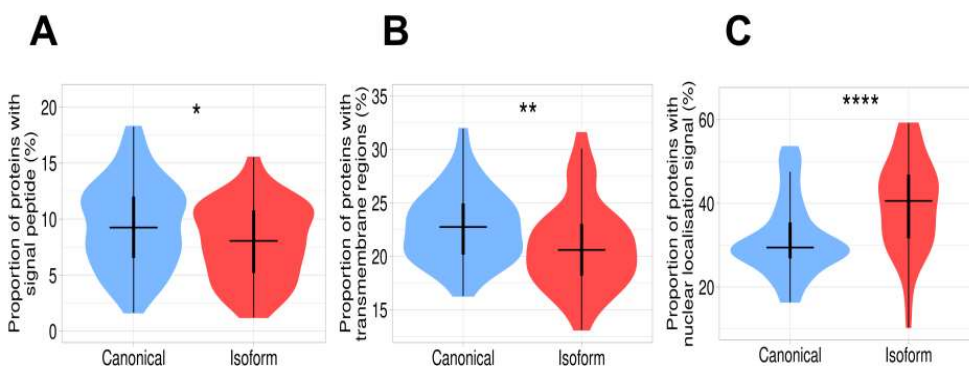 A
B
C
Proportion of proteins with
signal peptide (%)
20
15
10
5
0
*
Canonical
Isoform
Proportion of proteins with
transmembrane regions (%)
35
30
25
20
15
**
Canonical
Isoform
Proportion of proteins with
nuclear localisation signal (%)
60
40
20
****
Canonical
Isoform